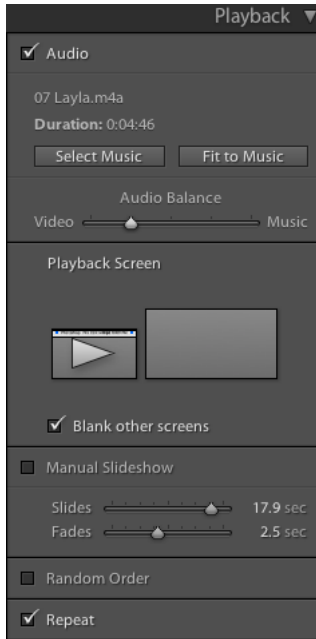 Playback
Audio
07 Layla.m4a
Duration: 0:04:46
Select Music Fit to Music
Audio Balance
Video Music
Playback Screen
Blank other screens
Manual Slideshow
Slides 17.9 sec
Fades 2.5 sec
Random Order
Repeat